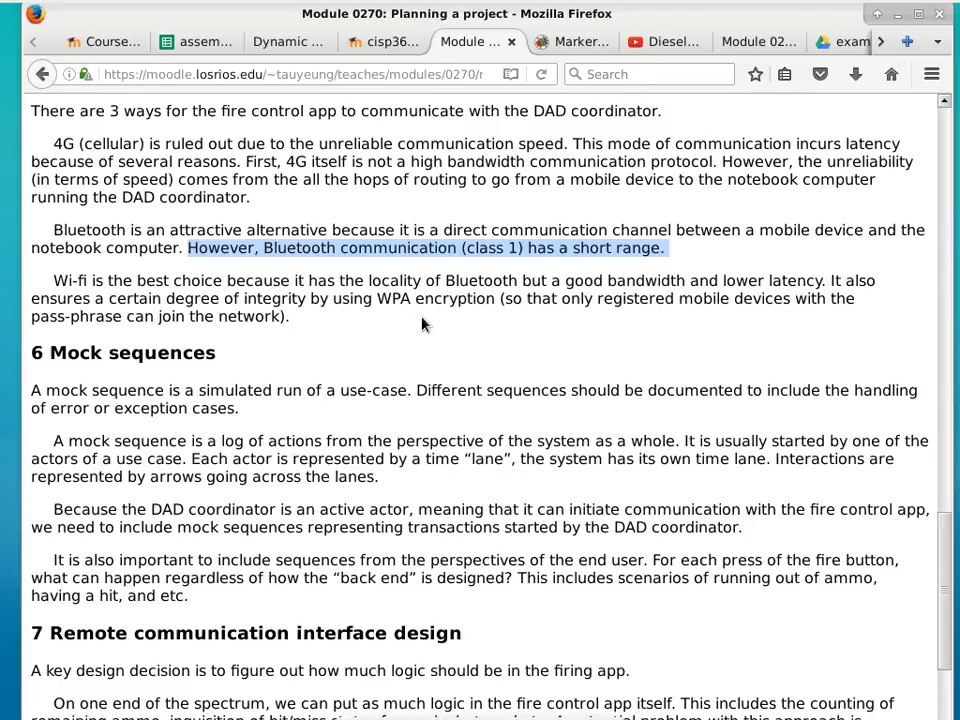 Module 0270: Planning a project - Mozilla Firefox
Course...
assem...
Dynamic ...
cisp36...
Module ...
Marker...
Diesel...
Module 02...
exam
https://moodle.losrios.edu/~tauyeung/teaches/modules/0270/r
Search
There are 3 ways for the fire control app to communicate with the DAD coordinator.
4G (cellular) is ruled out due to the unreliable communication speed. This mode of communication incurs latency
because of several reasons. First, 4G itself is not a high bandwidth communication protocol. However, the unreliability
(in terms of speed) comes from the all the hops of routing to go from a mobile device to the notebook computer
running the DAD coordinator.
Bluetooth is an attractive alternative because it is a direct communication channel between a mobile device and the
notebook computer. However, Bluetooth communication (class 1) has a short range.
Wi-fi is the best choice because it has the locality of Bluetooth but a good bandwidth and lower latency. It also
ensures a certain degree of integrity by using WPA encryption (so that only registered mobile devices with the
pass-phrase can join the network).
6 Mock sequences
A mock sequence is a simulated run of a use-case. Different sequences should be documented to include the handling
of error or exception cases.
A mock sequence is a log of actions from the perspective of the system as a whole. It is usually started by one of the
actors of a use case. Each actor is represented by a time “lane”, the system has its own time lane. Interactions are
represented by arrows going across the lanes.
Because the DAD coordinator is an active actor, meaning that it can initiate communication with the fire control app,
we need to include mock sequences representing transactions started by the DAD coordinator.
It is also important to include sequences from the perspectives of the end user. For each press of the fire button,
what can happen regardless of how the “back end” is designed? This includes scenarios of running out of ammo,
having a hit, and etc.
7 Remote communication interface design
A key design decision is to figure out how much logic should be in the firing app.
On one end of the spectrum, we can put as much logic in the fire control app itself. This includes the counting of